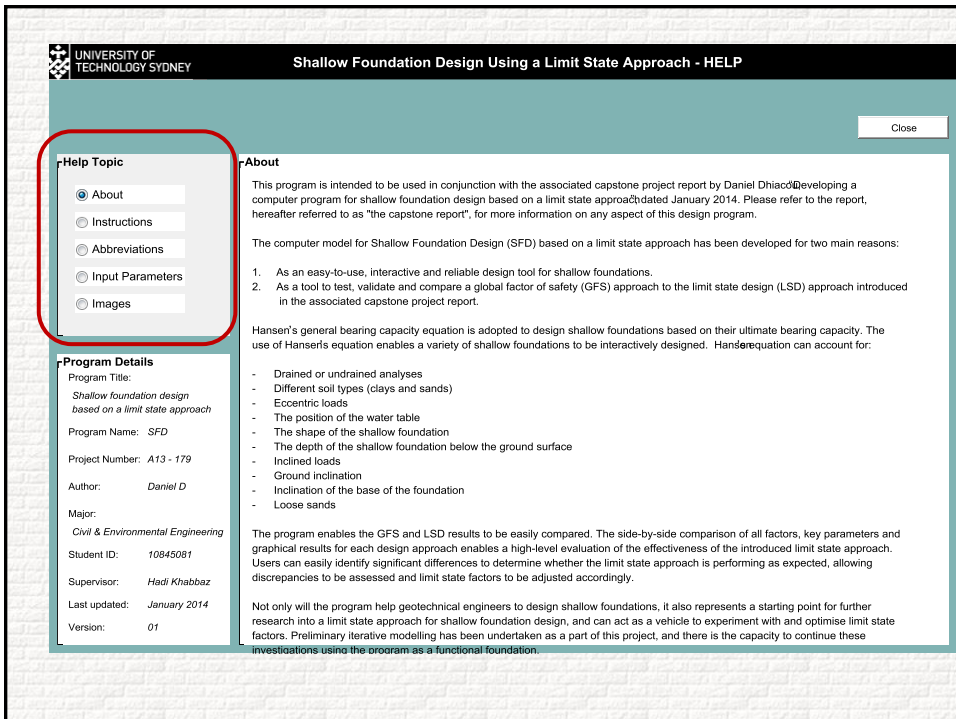 UNIVERSITY OF
TECHNOLOGY SYDNEY
Shallow Foundation Design Using a Limit State Approach - HELP
Close
Help Topic
About
Instructions
Abbreviations
Input Parameters
Images
Program Details
Program Title:
Shallow foundation design
based on a limit state approach
Program Name: SFD
Project Number: A13 - 179
Author: Daniel D
Major:
Civil & Environmental Engineering
Student ID: 10845081
Supervisor: Hadi Khabbaz
Last updated: January 2014
Version: 01
About
This program is intended to be used in conjunction with the associated capstone project report by Daniel "Developing a
computer program for shallow foundation design based on a limit state approach" dated January 2014. Please refer to the report,
hereafter referred to as "the capstone report", for more information on any aspect of this design program.
The computer model for Shallow Foundation Design (SFD) based on a limit state approach has been developed for two main reasons:
1. As an easy-to-use, interactive and reliable design tool for shallow foundations.
2. As a tool to test, validate and compare a global factor of safety (GFS) approach to the limit state design (LSD) approach introduced
in the associated capstone project report.
Hansen's general bearing capacity equation is adopted to design shallow foundations based on their ultimate bearing capacity. The
use of Hansen's equation enables a variety of shallow foundations to be interactively designed. Hansen's equation can account for:
- Drained or undrained analyses
- Different soil types (clays and sands)
- Eccentric loads
- The position of the water table
- The shape of the shallow foundation
- The depth of the shallow foundation below the ground surface
- Inclined loads
- Ground inclination
- Inclination of the base of the foundation
- Loose sands
The program enables the GFS and LSD results to be easily compared. The side-by-side comparison of all factors, key parameters and
graphical results for each design approach enables a high-level evaluation of the effectiveness of the introduced limit state approach.
Users can easily identify significant differences to determine whether the limit state approach is performing as expected, allowing
discrepancies to be assessed and limit state factors to be adjusted accordingly.
Not only will the program help geotechnical engineers to design shallow foundations, it also represents a starting point for further
research into a limit state approach for shallow foundation design, and can act as a vehicle to experiment with and optimise limit state
factors. Preliminary iterative modelling has been undertaken as a part of this project, and there is the capacity to continue these
investigations using the program as a functional foundation.